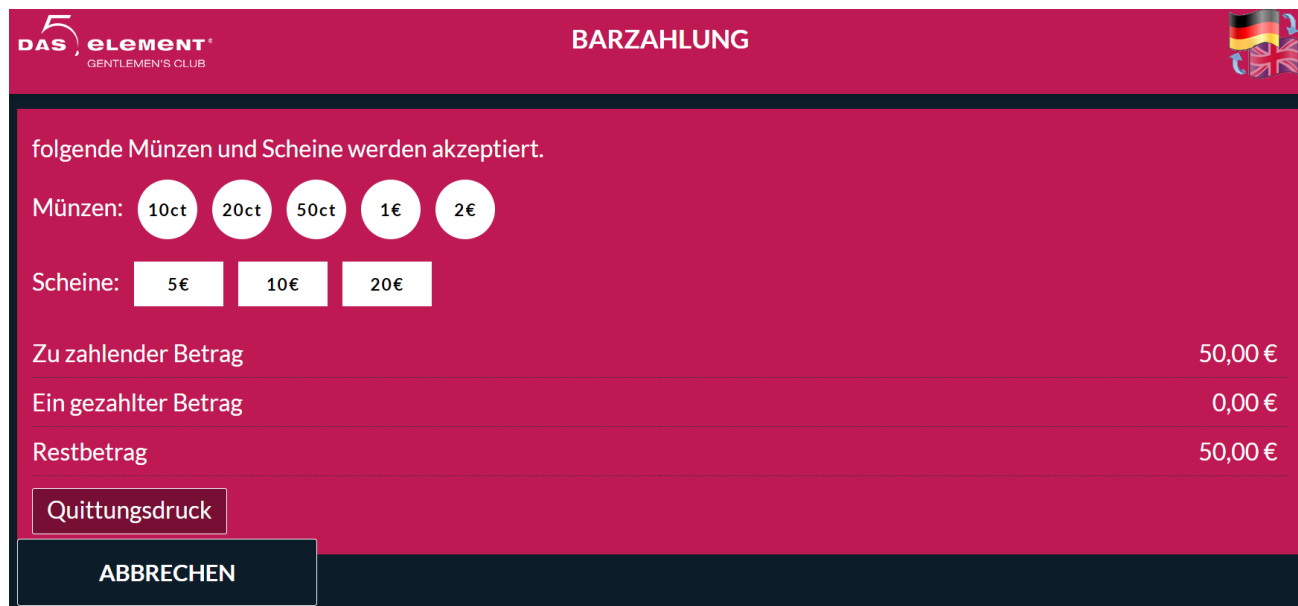 DAS 5 eLement®
GENTLEMEN'S CLUB
BARZAHLUNG
folgende Münzen und Scheine werden akzeptiert.
Münzen: 10ct 20ct 50ct 1€ 2€
Scheine: 5€ 10€ 20€
Zu zahlender Betrag 50,00 €
Ein gezahlter Betrag 0,00 €
Restbetrag 50,00 €
Quittungsdruck
ABBRECHEN